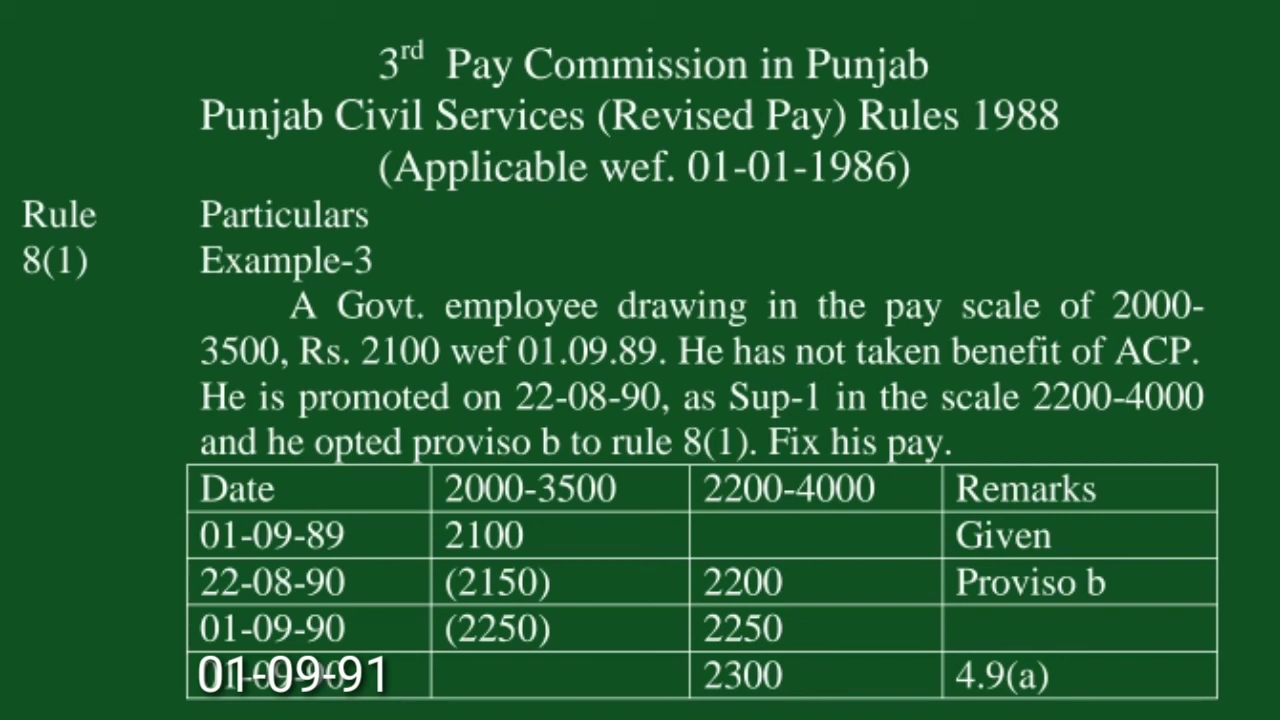 3rd Pay Commission in Punjab
Punjab Civil Services (Revised Pay) Rules 1988
(Applicable wef. 01-01-1986)
Rule Particulars
8(1) Example-3
A Govt. employee drawing in the pay scale of 2000-
3500, Rs. 2100 wef 01.09.89. He has not taken benefit of ACP.
He is promoted on 22-08-90, as Sup-1 in the scale 2200-4000
and he opted proviso b to rule 8(1). Fix his pay.
Date 2000-3500 2200-4000 Remarks
01-09-89 2100 Given
22-08-90 (2150) 2200 Proviso b
01-09-90 (2250) 2250
01-09-91 2300 4.9(a)